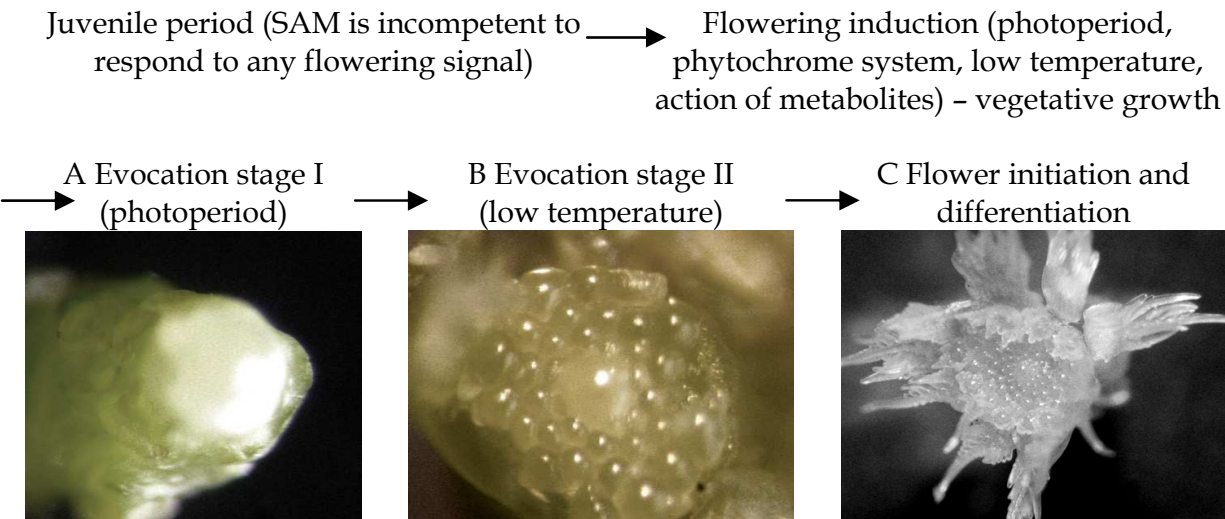 Juvenile period (SAM is incompetent to
respond to any flowering signal)
Flowering induction (photoperiod,
phytochrome system, low temperature,
action of metabolites) – vegetative growth
A Evocation stage I
(photoperiod)
B Evocation stage II
(low temperature)
C Flower initiation and
differentiation